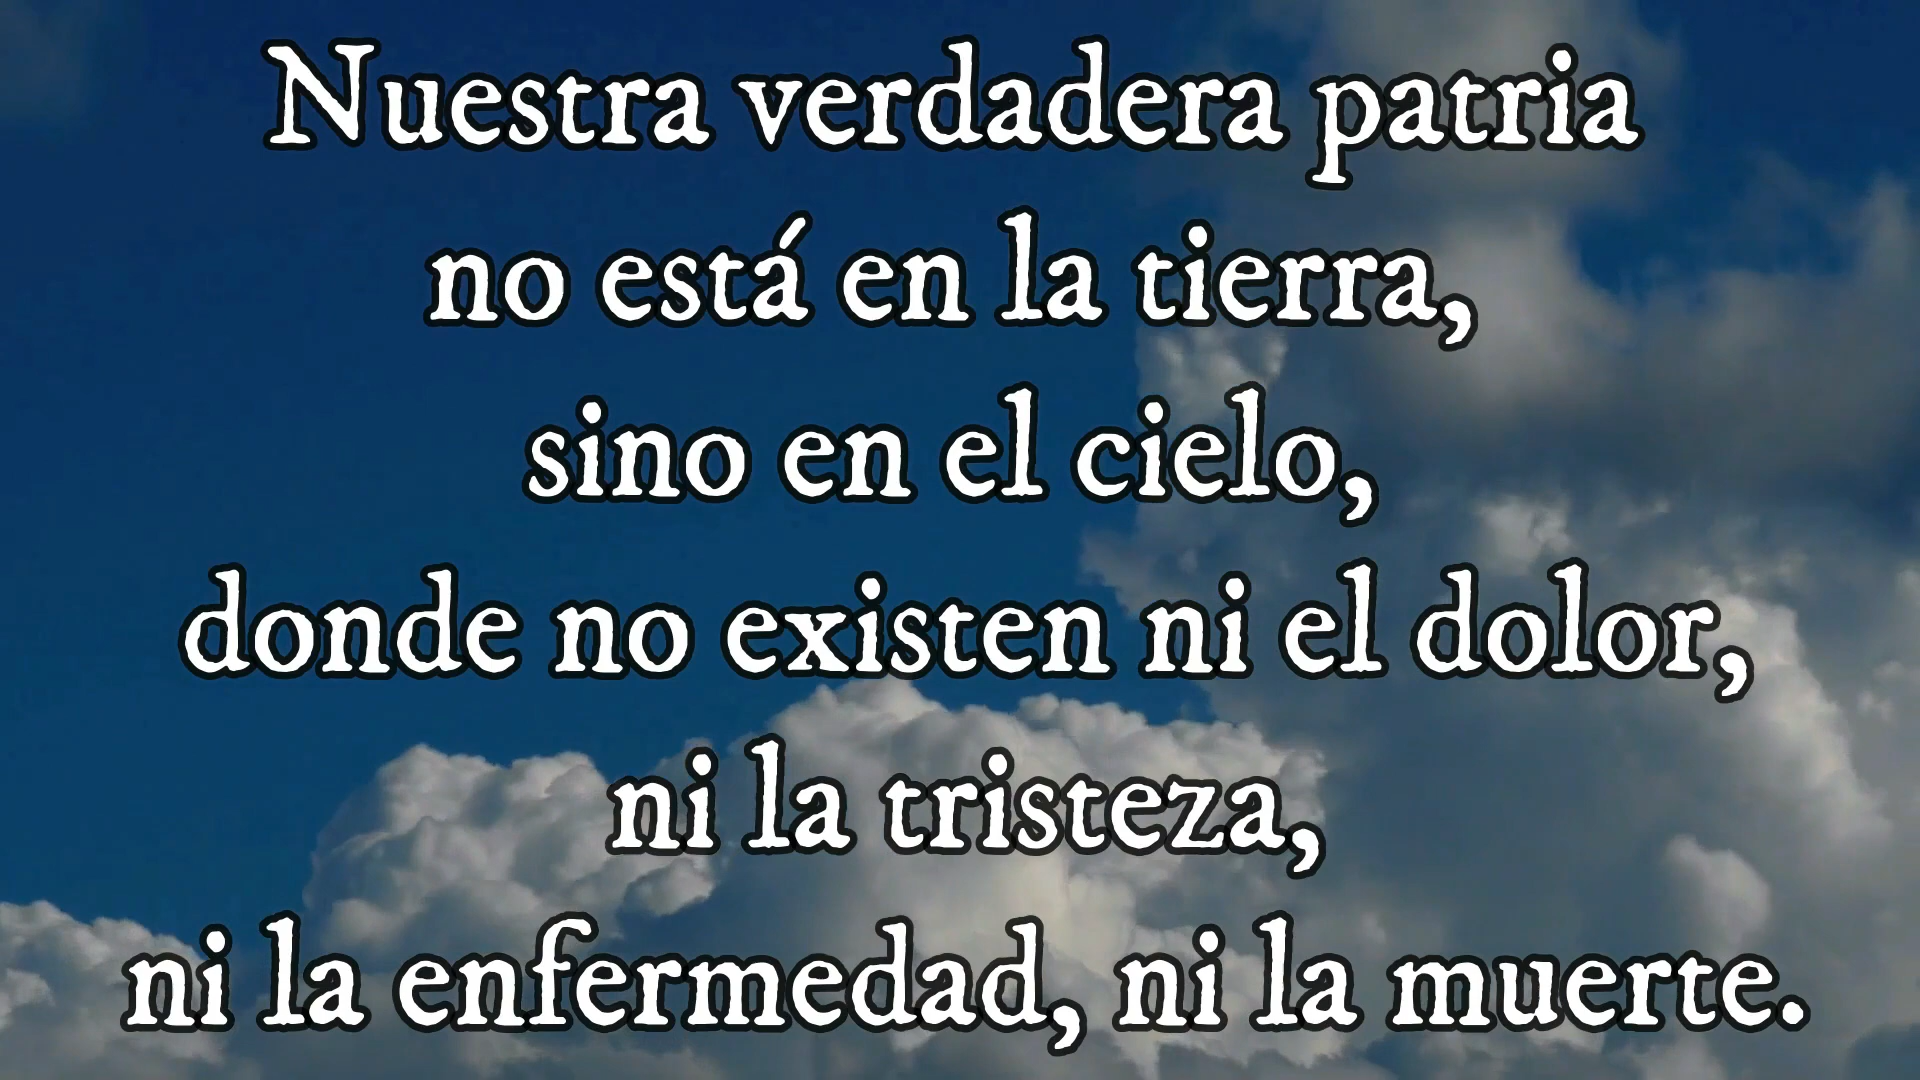 Nuestra verdadera patria
no está en la tierra,
sino en el cielo,
donde no existen ni el dolor,
ni la tristeza,
ni la enfermedad, ni la muerte.